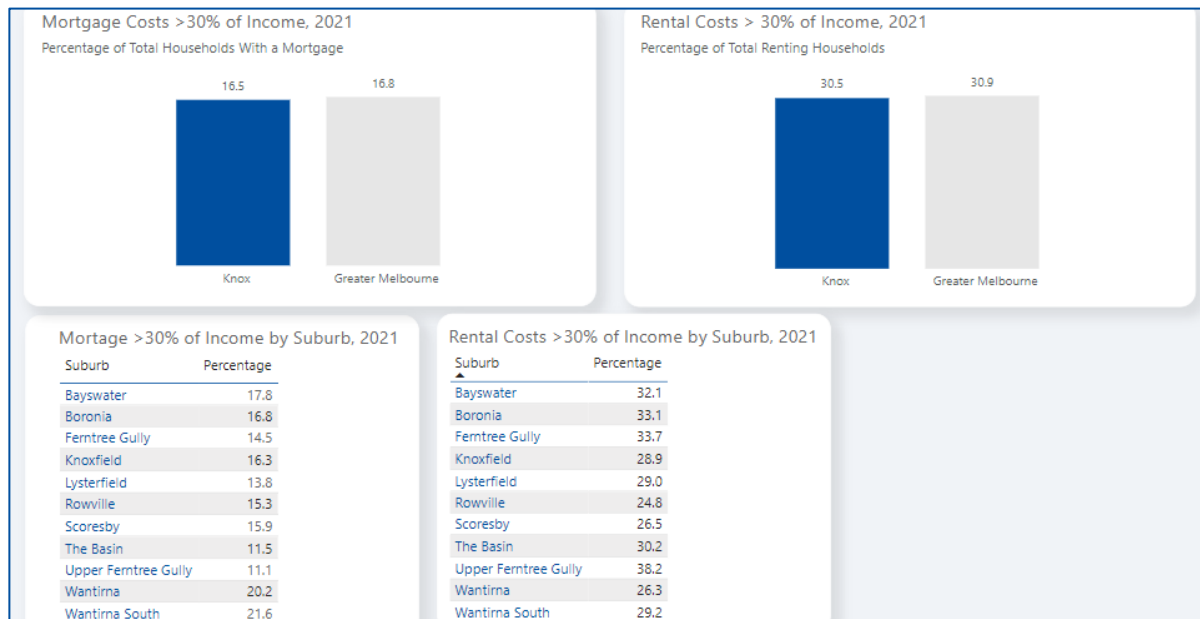 Mortgage Costs >30% of Income, 2021
Percentage of Total Households With a Mortgage
16.5
16.8
Knox
Greater Melbourne
Rental Costs > 30% of Income, 2021
Percentage of Total Renting Households
30.5
30.9
Knox
Greater Melbourne
Mortage >30% of Income by Suburb, 2021
Suburb Percentage
Bayswater 17.8
Boronia 16.8
Ferntree Gully 14.5
Knoxfield 16.3
Lysterfield 13.8
Rowville 15.3
Scoresby 15.9
The Basin 11.5
Upper Ferntree Gully 11.1
Wantirna 20.2
Wantirna South 21.6
Rental Costs >30% of Income by Suburb, 2021
Suburb Percentage
Bayswater 32.1
Boronia 33.1
Ferntree Gully 33.7
Knoxfield 28.9
Lysterfield 29.0
Rowville 24.8
Scoresby 26.5
The Basin 30.2
Upper Ferntree Gully 38.2
Wantirna 26.3
Wantirna South 29.2